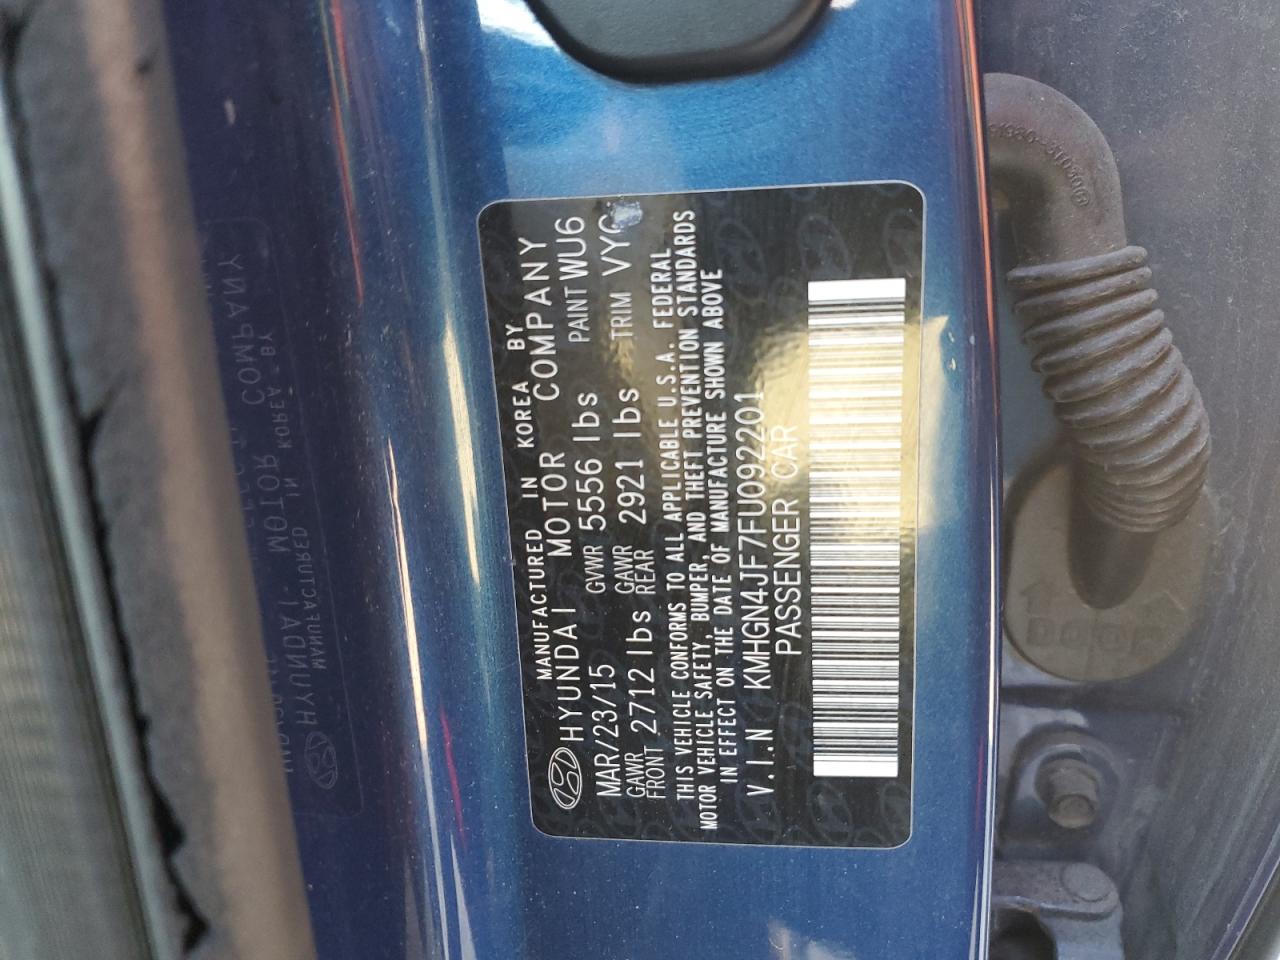 MANUFACTURED IN KOREA BY
HYUNDAI MOTOR COMPANY
MAR/23/15 GVWR 5556 lbs PAINT WU6
GAWR FRONT 2712 lbs GAWR REAR 2921 lbs TRIM
THIS VEHICLE CONFORMS TO ALL APPLICABLE U.S.A. FEDERAL
MOTOR VEHICLE SAFETY, BUMPER, AND THEFT PREVENTION STANDARDS
IN EFFECT ON THE DATE OF MANUFACTURE SHOWN ABOVE
V.I.N KMHGN4JF7FU092201
PASSENGER CAR